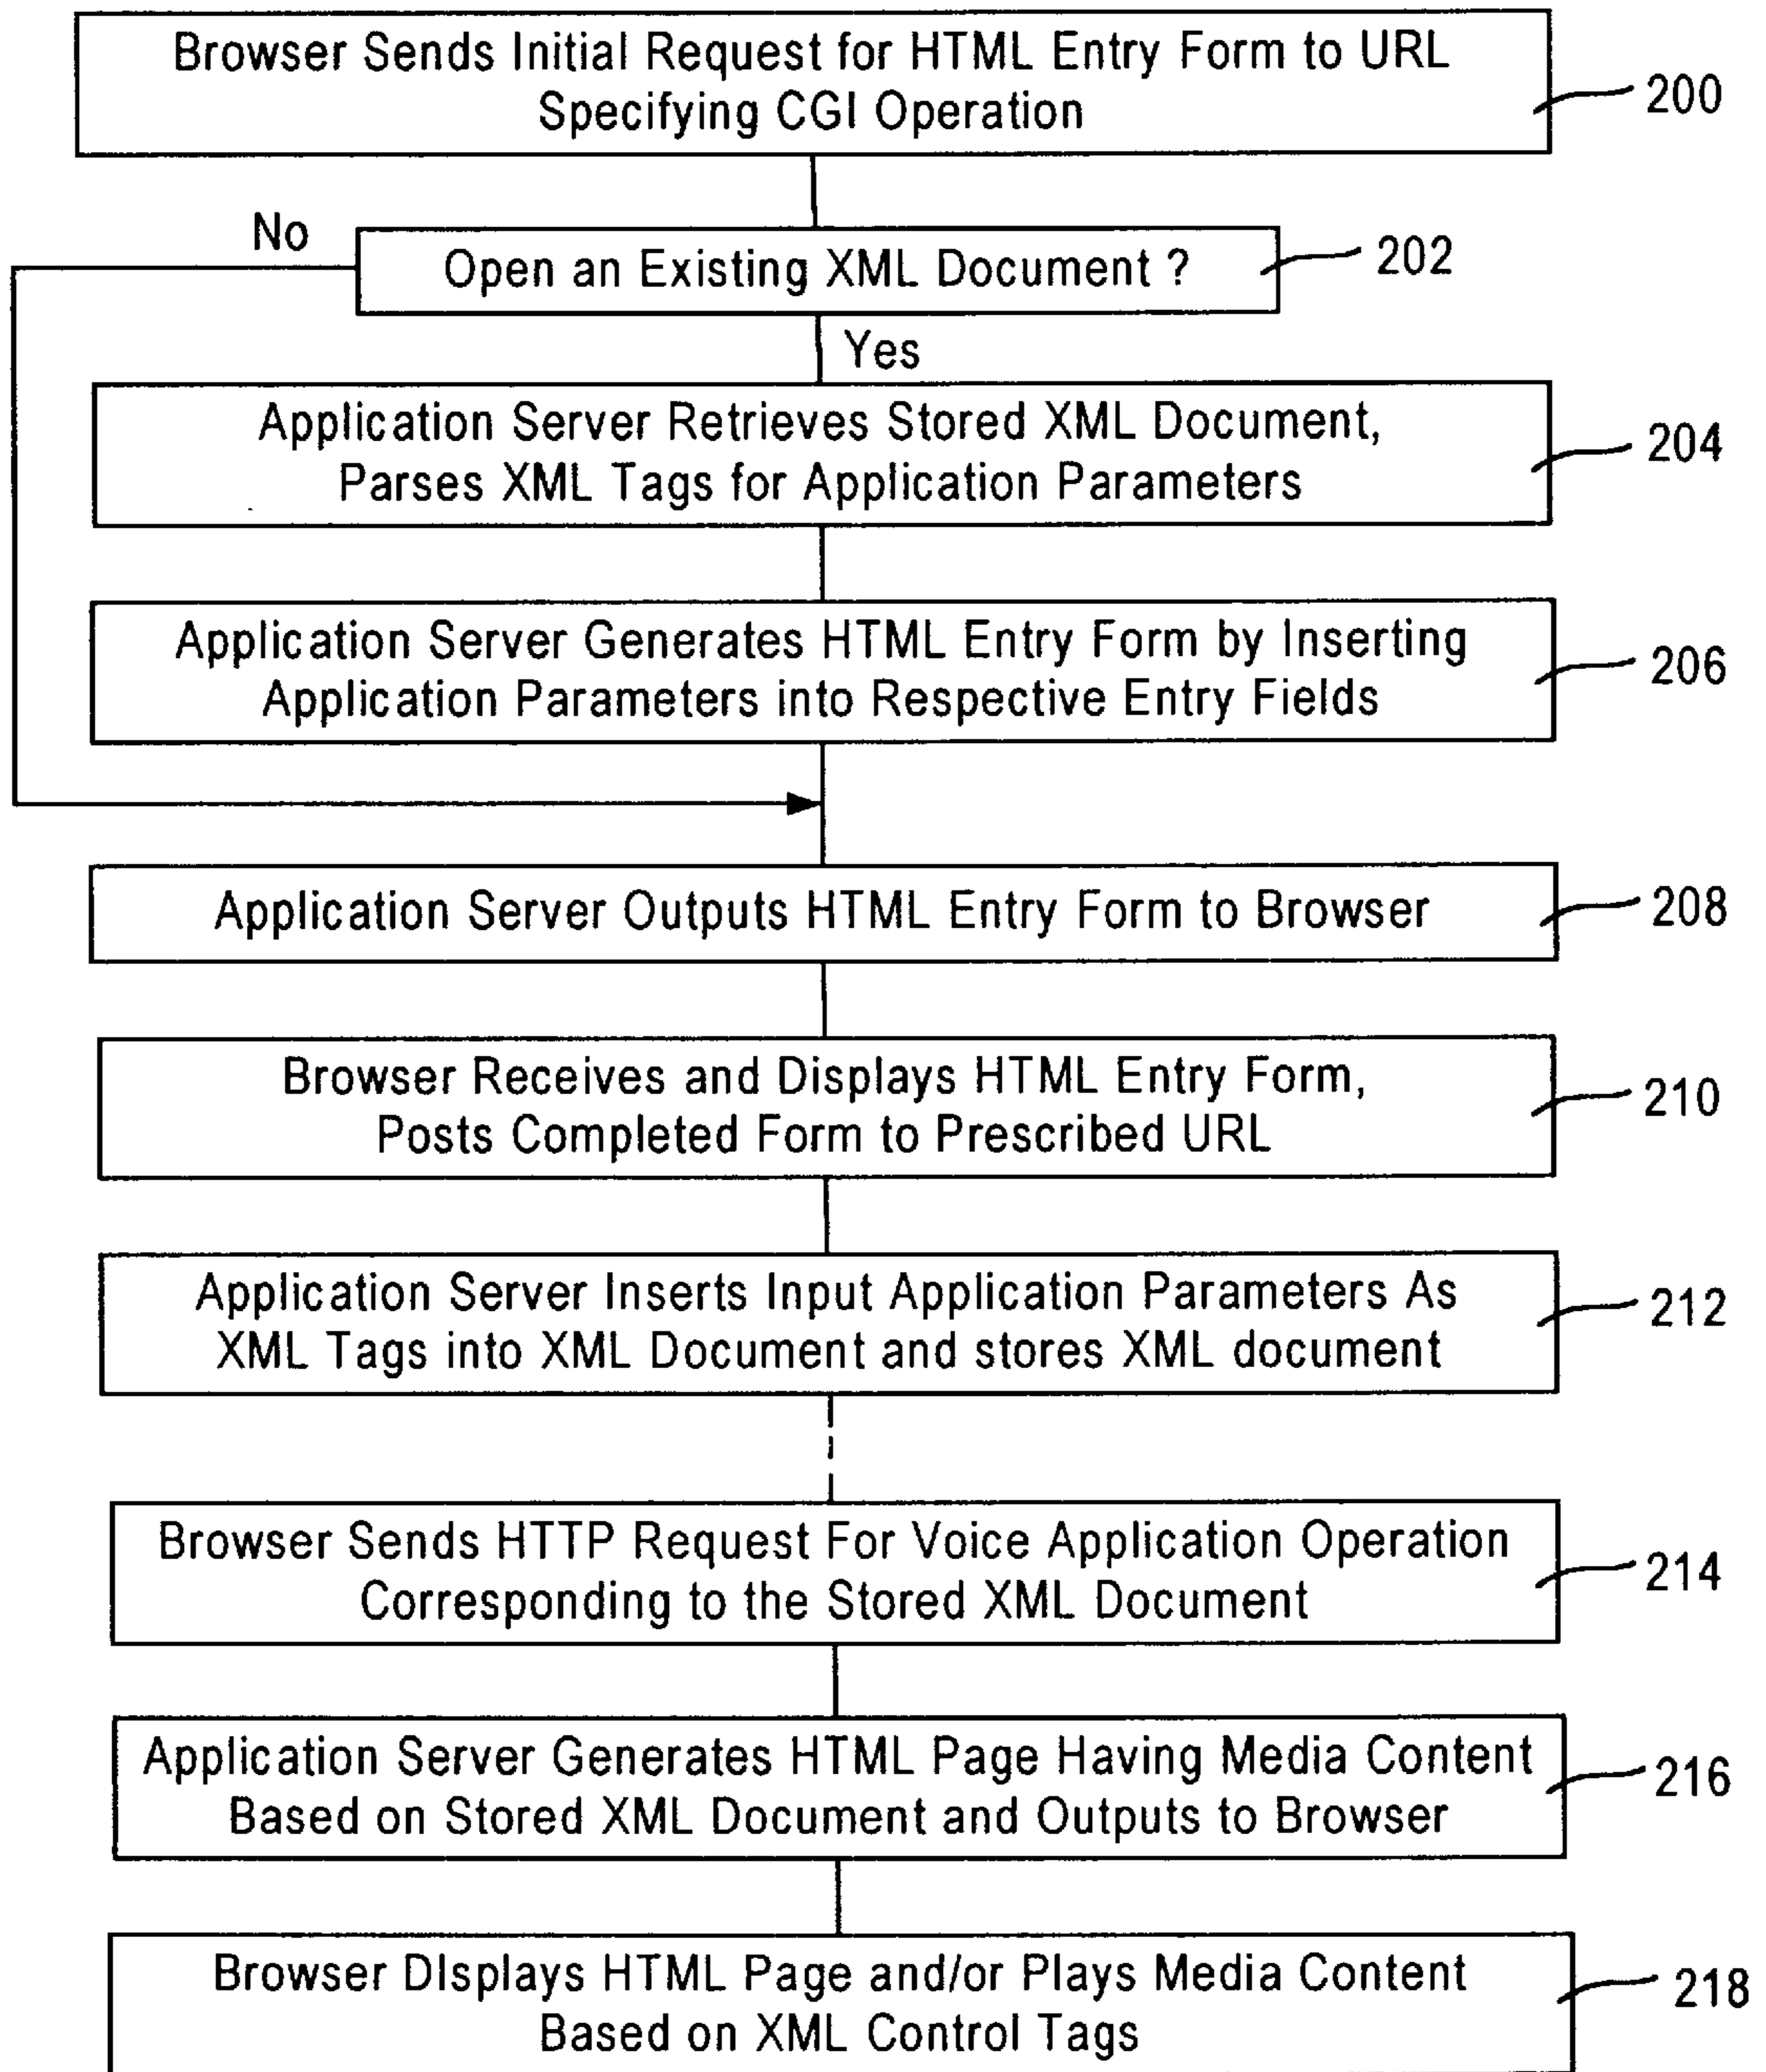 Browser Sends Initial Request for HTML Entry Form to URL
Specifying CGI Operation
200
No
Open an Existing XML Document ?
202
Yes
Application Server Retrieves Stored XML Document,
Parses XML Tags for Application Parameters
204
Application Server Generates HTML Entry Form by Inserting
Application Parameters into Respective Entry Fields
206
Application Server Outputs HTML Entry Form to Browser
208
Browser Receives and Displays HTML Entry Form,
Posts Completed Form to Prescribed URL
210
Application Server Inserts Input Application Parameters As
XML Tags into XML Document and stores XML document
212
Browser Sends HTTP Request For Voice Application Operation
Corresponding to the Stored XML Document
214
Application Server Generates HTML Page Having Media Content
Based on Stored XML Document and Outputs to Browser
216
Browser DIsplays HTML Page and/or Plays Media Content
Based on XML Control Tags
218